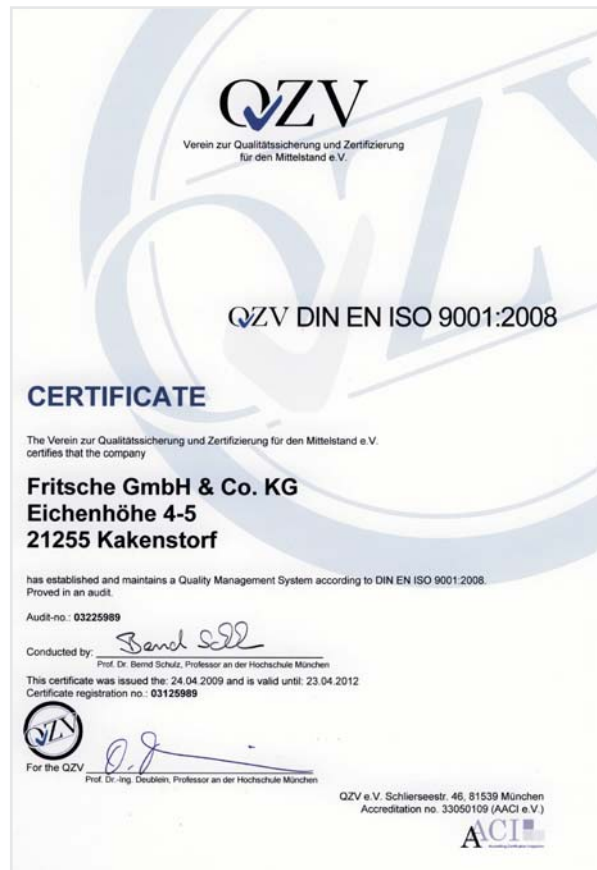 QZV
Verein zur Qualitätssicherung und Zertifizierung
für den Mittelstand e.V.
QZV DIN EN ISO 9001:2008
CERTIFICATE
The Verein zur Qualitätssicherung und Zertifizierung für den Mittelstand e.V.
certifies that the company
Fritsche GmbH & Co. KG
Eichenhöhe 4-5
21255 Kakenstorf
has established and maintains a Quality Management System according to DIN EN ISO 9001:2008.
Proved in an audit.
Audit-no.: 03225989
Conducted by:
Prof. Dr. Bernd Schulz, Professor an der Hochschule München
This certificate was issued the: 24.04.2009 and is valid until: 23.04.2012
Certificate registration no.: 03125989
QZV
For the QZV
Prof. Dr.-Ing. Deublein, Professor an der Hochschule München
QZV e.V. Schlierseestr. 46, 81539 München
Accreditation no. 33050109 (AACI e.V.)
AACI